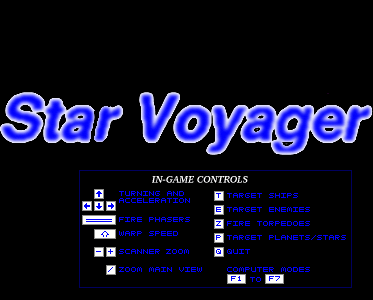 Star Voyager
IN-GAME CONTROLS
TURNING AND
ACCELERATION
FIRE PHASERS
WARP SPEED
- + SCANNER ZOOM
/ ZOOM MAIN VIEW
T TARGET SHIPS
E TARGET ENEMIES
Z FIRE TORPEDOES
P TARGET PLANETS/STARS
Q QUIT
COMPUTER MODES
F1 TO F7